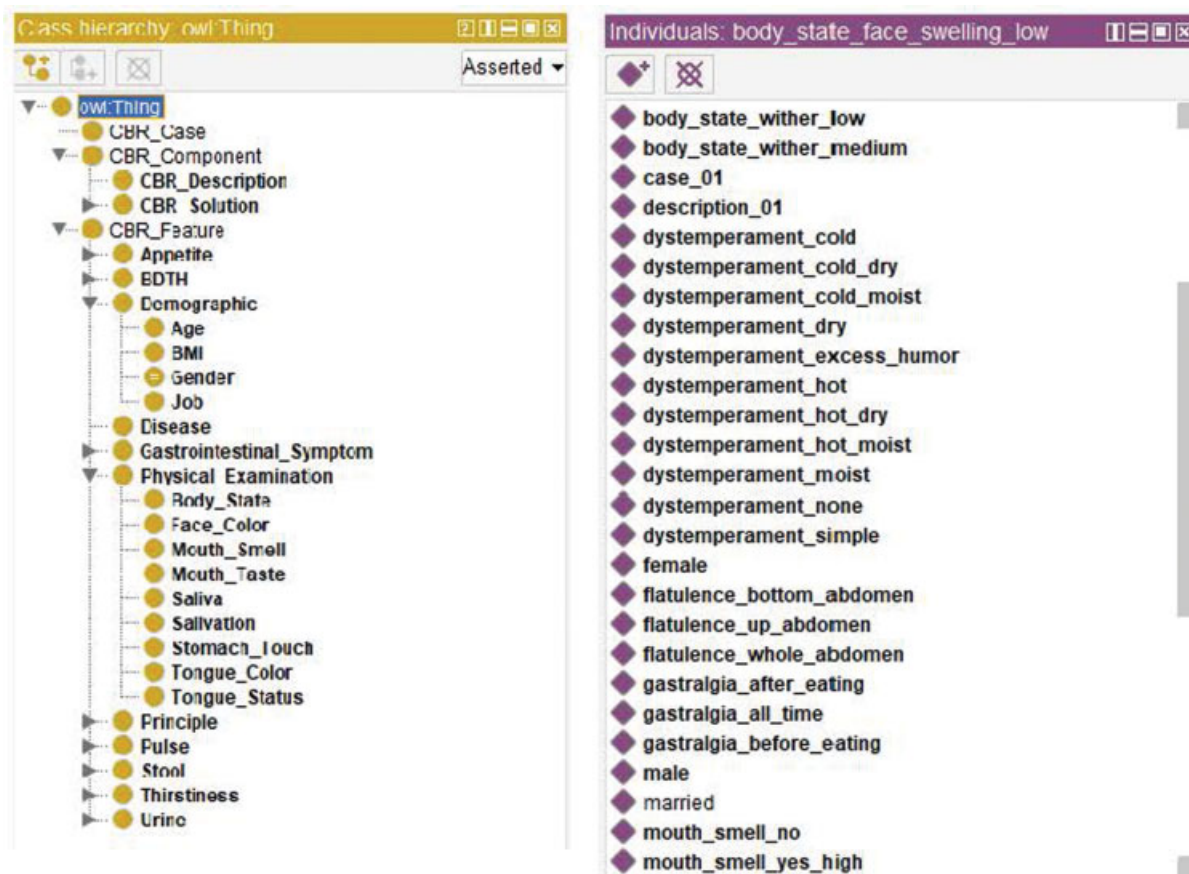 Class hierarchy: owl:Thing
Asserted
owl:Thing
CBR_Case
CBR_Component
CBR_Description
CBR_Solution
CBR_Feature
Appetite
BDTH
Demographic
Age
BMI
Gender
Job
Disease
Gastrointestinal_Symptom
Physical_Examination
Body_State
Face_Color
Mouth_Smell
Mouth_Taste
Saliva
Salivation
Stomach_Touch
Tongue_Color
Tongue_Status
Principle
Pulse
Stool
Thirstiness
Urine
Individuals: body_state_face_swelling_low
body_state_wither_low
body_state_wither_medium
case_01
description_01
dystemperament_cold
dystemperament_cold_dry
dystemperament_cold_moist
dystemperament_dry
dystemperament_excess_humor
dystemperament_hot
dystemperament_hot_dry
dystemperament_hot_moist
dystemperament_moist
dystemperament_none
dystemperament_simple
female
flatulence_bottom_abdomen
flatulence_up_abdomen
flatulence_whole_abdomen
gastralgia_after_eating
gastralgia_all_time
gastralgia_before_eating
male
married
mouth_smell_no
mouth_smell_yes_high